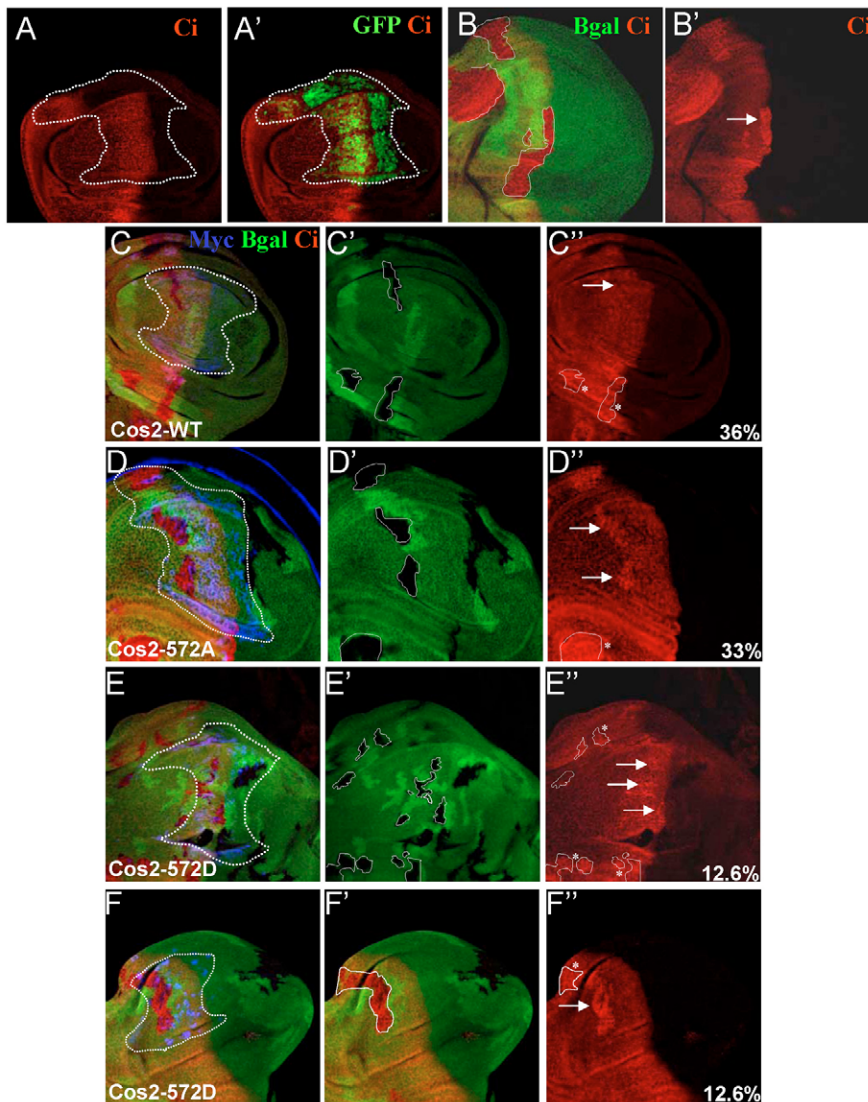 A Ci
A' GFP Ci
B Bgal Ci
B' Ci
C Myc Bgal Ci
C'
C''
Cos2-WT
*
*
36%
D
D'
D''
Cos2-572A
*
33%
E
E'
E''
*
Cos2-572D
*
*
12.6%
F
F'
F''
*
Cos2-572D
12.6%